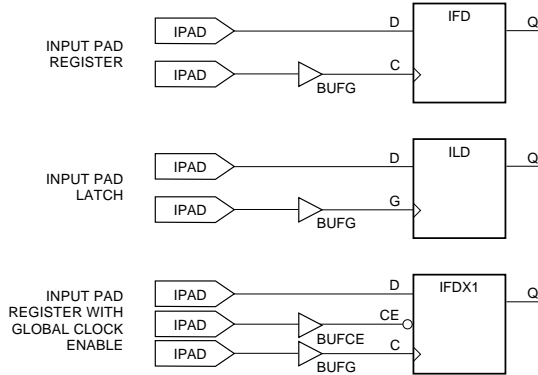 INPUT PAD
REGISTER
IPAD
D
IFD
Q
IPAD
BUFG
C
INPUT PAD
LATCH
IPAD
D
ILD
Q
IPAD
BUFG
G
INPUT PAD
REGISTER WITH
GLOBAL CLOCK
ENABLE
IPAD
D
IFDX1
Q
IPAD
BUFCE
CE
IPAD
BUFG
C